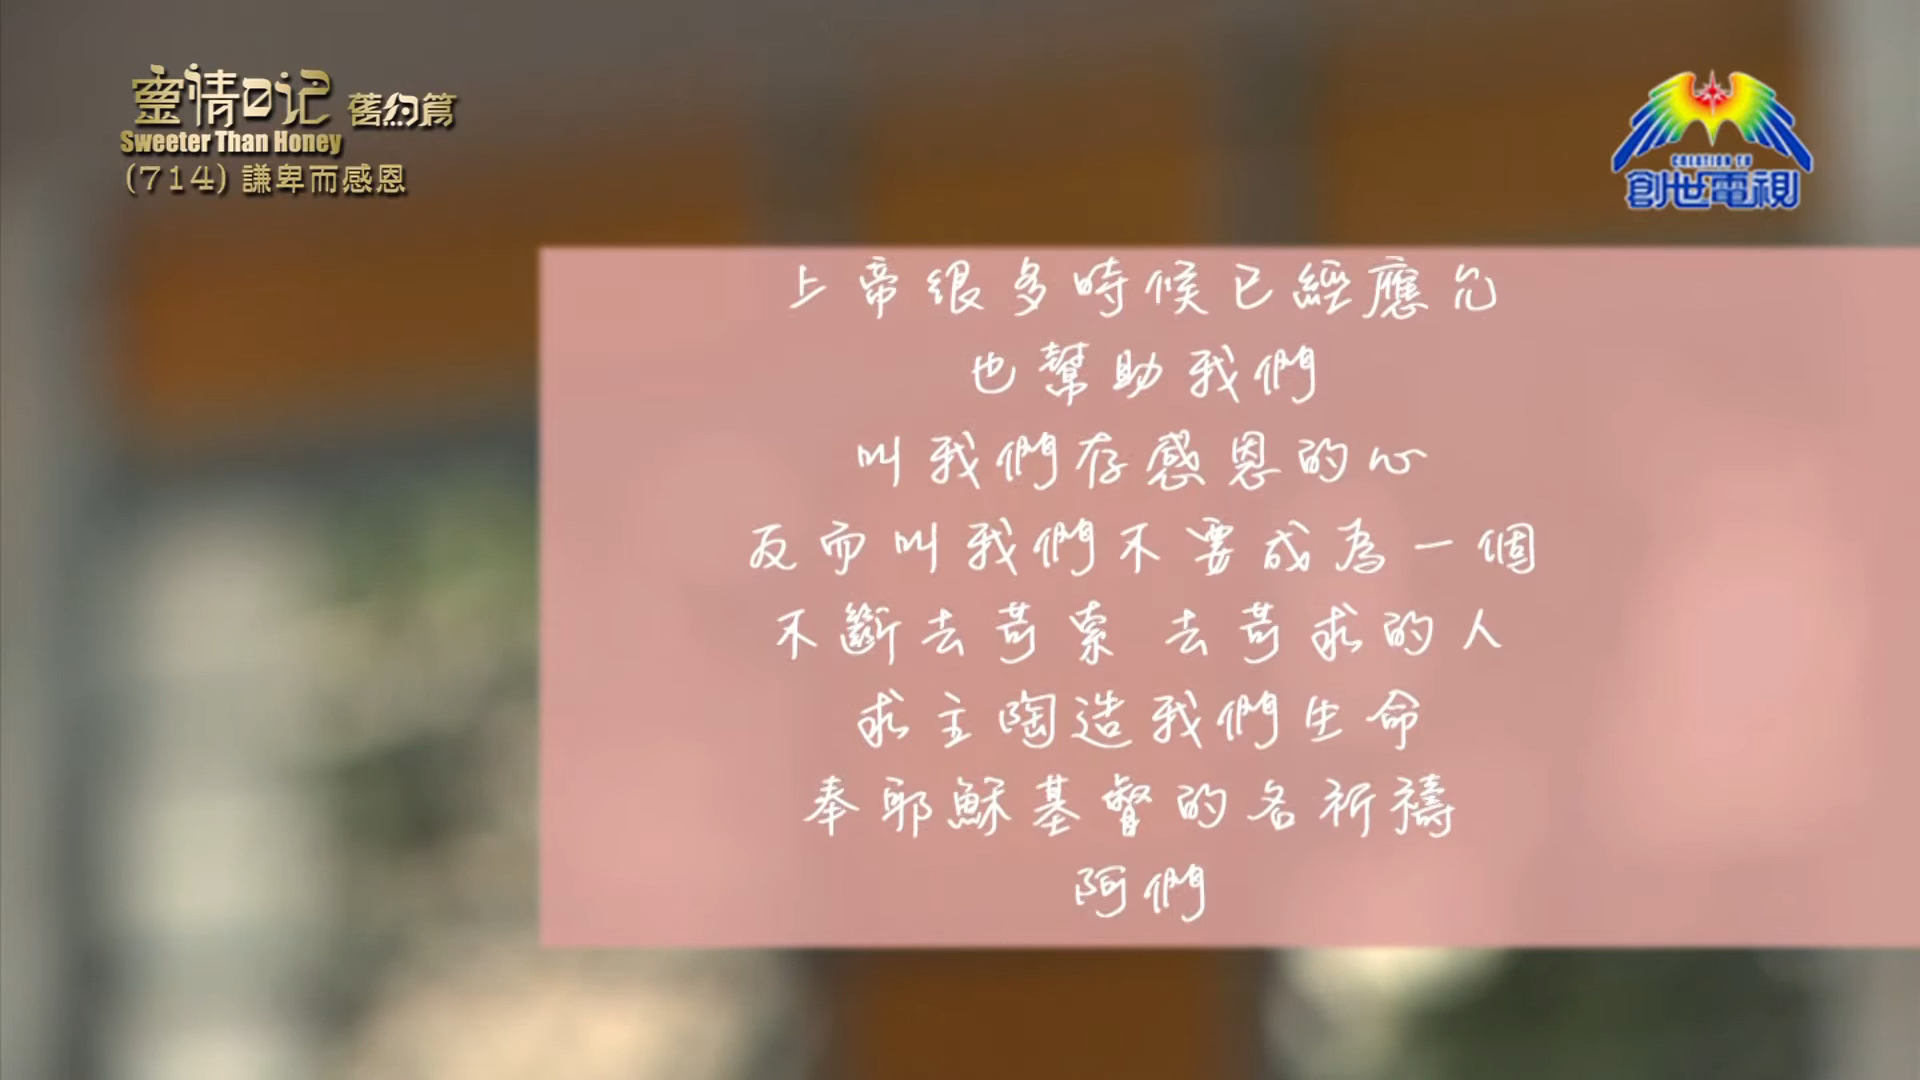 靈情日记 舊約篇
Sweeter Than Honey
(714) 謙卑而感恩
CREATION TV
創世電視
上帝很多時候已經應允
也幫助我們
叫我們存感恩的心
反而叫我們不要成為一個
不斷去苛索 去苛求的人
求主陶造我們生命
奉耶穌基督的名祈禱
阿們